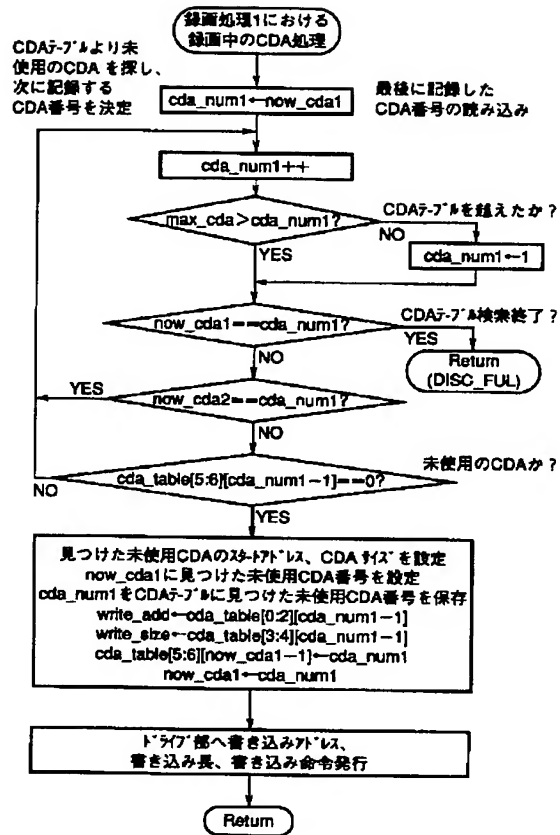 録画処理1における
録画中のCDA処理
CDAﾃｰﾌﾞﾙより未
使用のCDA を探し、
次に記録する
CDA番号を決定
cda_num1←now_cda1
最後に記録した
CDA番号の読み込み
cda_num1++
max_cda>cda_num1?
CDAﾃｰﾌﾞﾙを越えたか？
NO
YES
cda_num1←1
now_cda1==cda_num1?
CDAﾃｰﾌﾞﾙ検索終了？
YES
NO
Return
(DISC_FUL)
YES
now_cda2==cda_num1?
NO
未使用のCDAか？
cda_table[5:6][cda_num1−1]==0?
NO
YES
見つけた未使用CDAのｽﾀｰﾄｱﾄﾞﾚｽ、CDA ｻｲｽﾞを設定
now_cda1に見つけた未使用CDA番号を設定
cda_num1をCDAﾃｰﾌﾞﾙに見つけた未使用CDA番号を保存
write_add←cda_table[0:2][cda_num1−1]
write_size←cda_table[3:4][cda_num1−1]
cda_table[5:6][now_cda1−1]←cda_num1
now_cda1←cda_num1
ﾄﾞﾗｲﾌﾞ部へ書き込みｱﾄﾞﾚｽ、
書き込み長、書き込み命令発行
Return